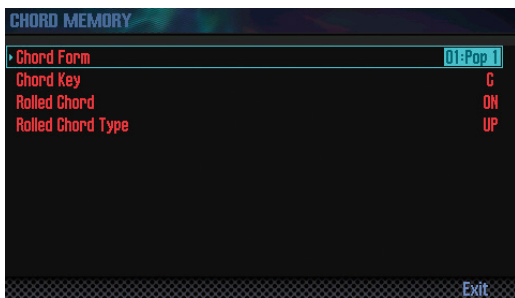 CHORD MEMORY
Chord Form 01:Pop 1
Chord Key C
Rolled Chord ON
Rolled Chord Type UP
Exit